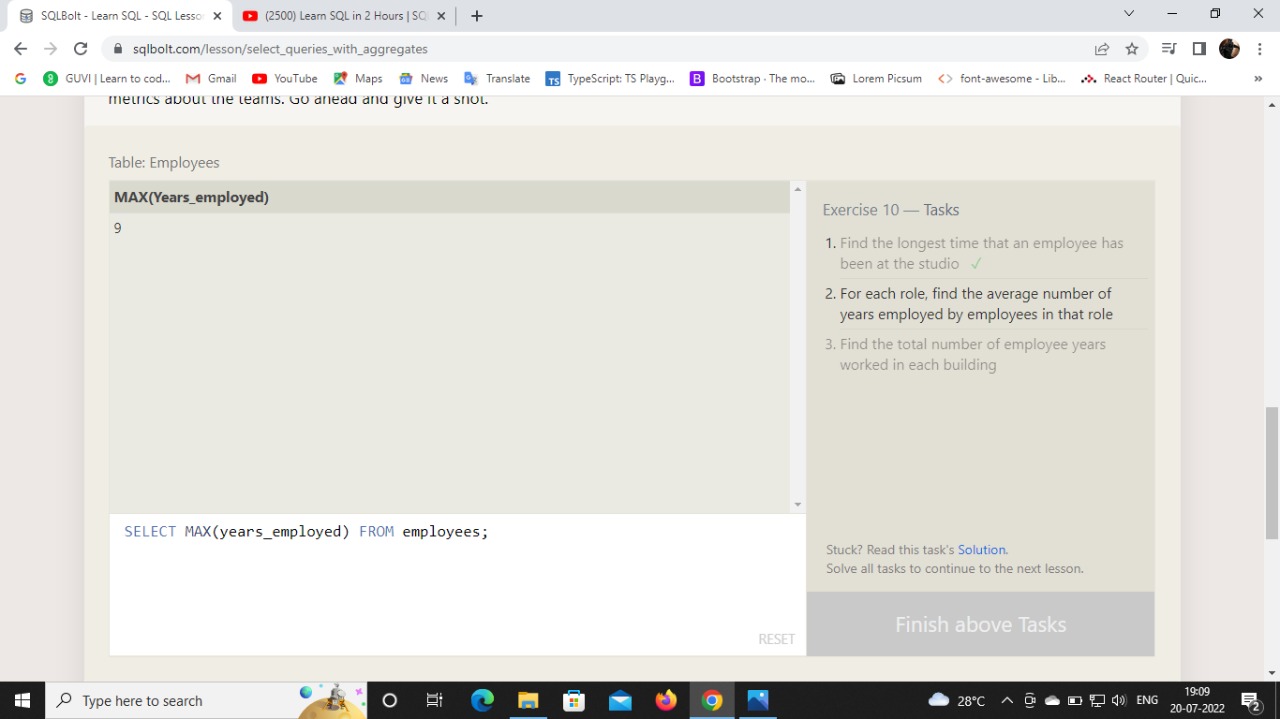 SQLBolt - Learn SQL - SQL Lesso
(2500) Learn SQL in 2 Hours | SQ
sqlbolt.com/lesson/select_queries_with_aggregates
GUVI | Learn to cod...
Gmail
YouTube
Maps
News
Translate
TS
TypeScript: TS Playg...
B
Bootstrap · The mo...
Lorem Picsum
font-awesome - Lib...
React Router | Quic...
»
metrics about the teams. Go ahead and give it a shot.
Table: Employees
MAX(Years_employed)
9
Exercise 10 — Tasks
1. Find the longest time that an employee has
been at the studio ✓
2. For each role, find the average number of
years employed by employees in that role
3. Find the total number of employee years
worked in each building
SELECT MAX(years_employed) FROM employees;
RESET
Stuck? Read this task's Solution.
Solve all tasks to continue to the next lesson.
Finish above Tasks
Type here to search
28°C
ENG
19:09
20-07-2022
2